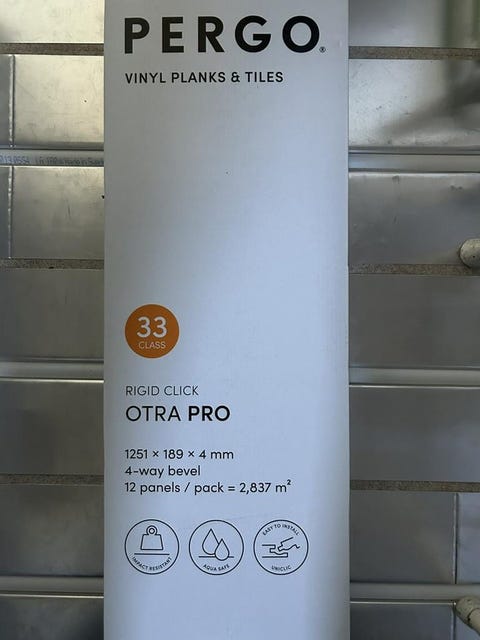 PERGO®
VINYL PLANKS & TILES
33
CLASS
RIGID CLICK
OTRA PRO
1251 × 189 × 4 mm
4-way bevel
12 panels / pack = 2,837 m²
IMPACT RESISTANT
AQUA SAFE
EASY TO INSTALL
UNICLIC